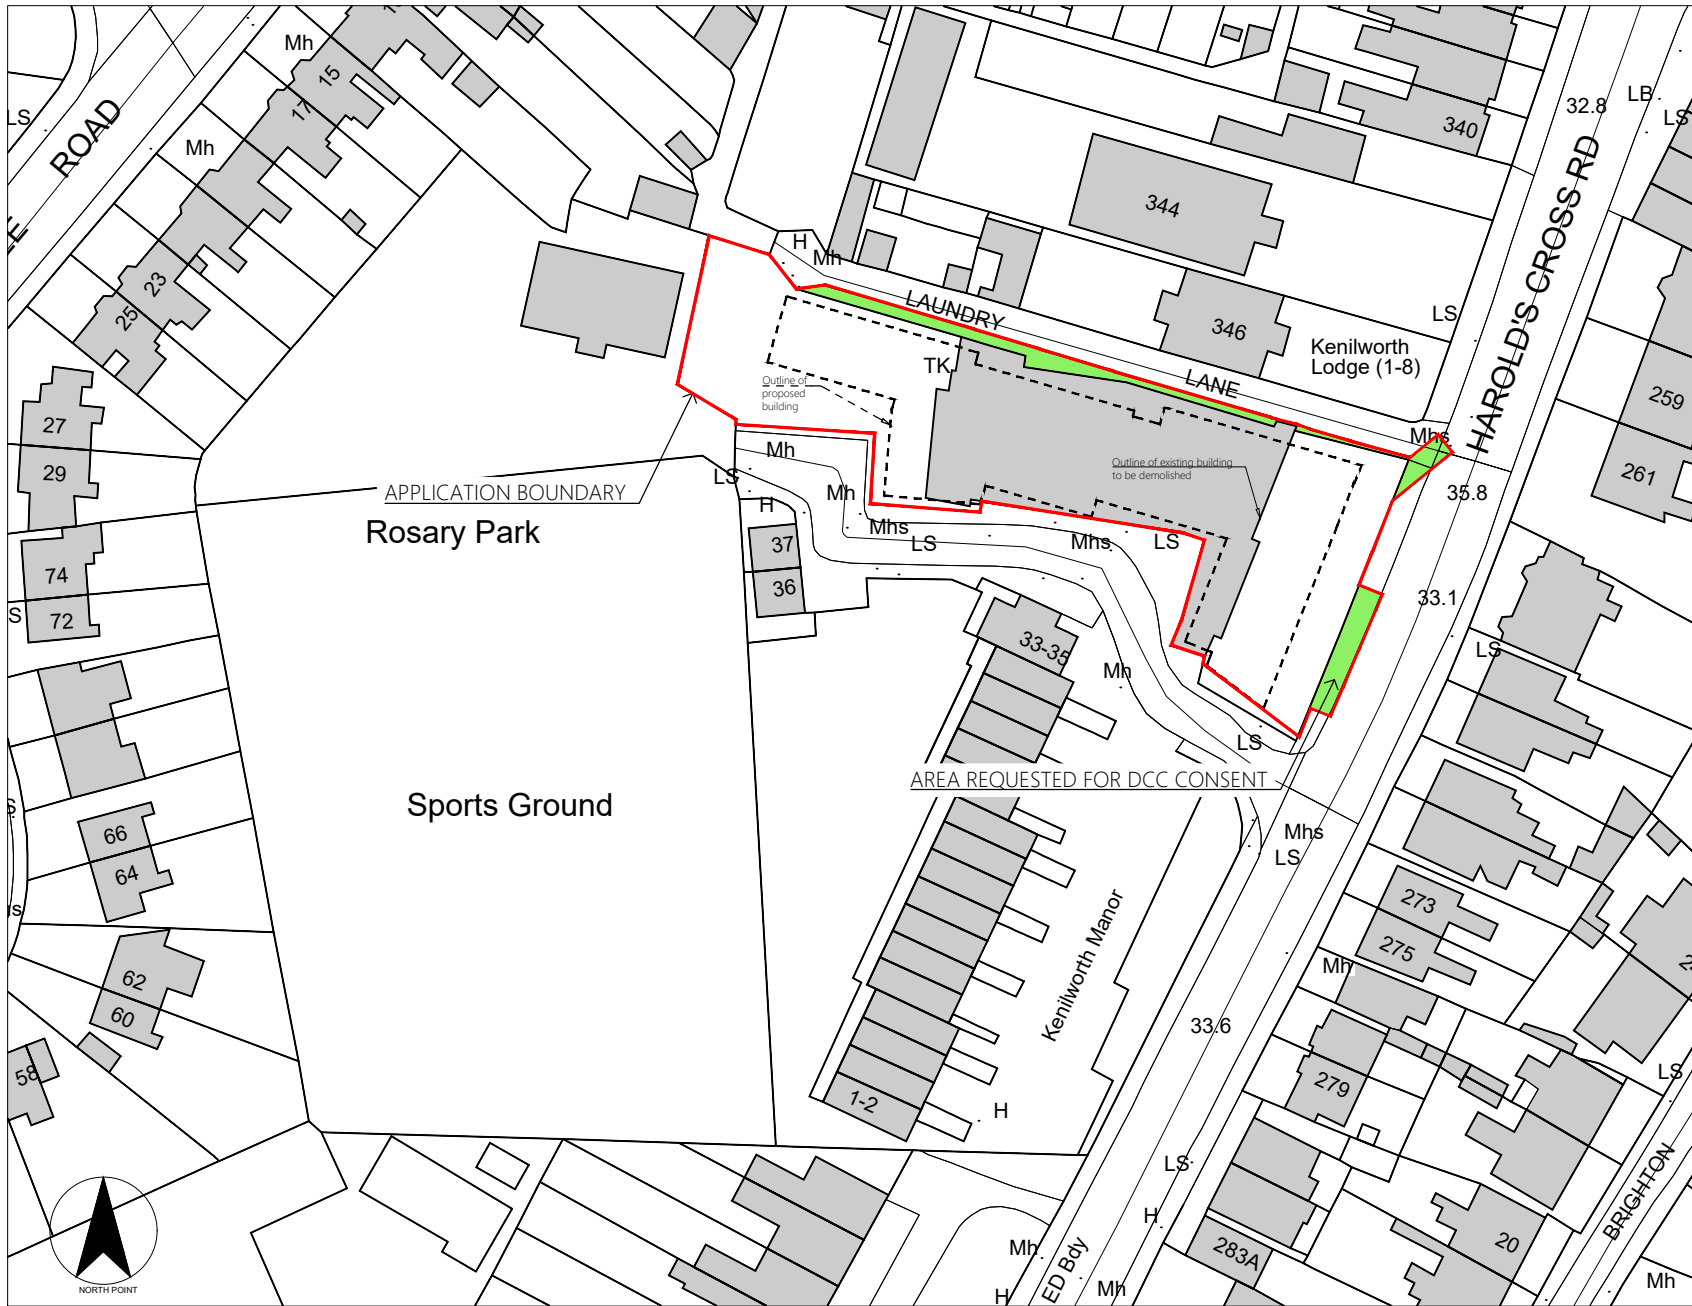 Mh
15
17
LS
ROAD
Mh
23
25
27
29
74
72
S
66
64
62
60
58
NORTH POINT
H
Mh
LAUNDRY
LANE
TK
Outline of
proposed
building
Outline of existing building
to be demolished
344
346
340
Kenilworth
Lodge (1-8)
LS
HAROLD'S CROSS RD
32.8
LB
LS
259
261
Mhs
35.8
33.1
APPLICATION BOUNDARY
Rosary Park
Sports Ground
Mh
LS
H
Mh
Mhs
LS
37
36
Mhs
LS
33-35
Mh
LS
LS
AREA REQUESTED FOR DCC CONSENT
Mhs
LS
273
275
Mh
Kenilworth Manor
33.6
279
1-2
H
LS
LS
H
283A
20
BRIGHTON
Mh
ED Bdy
Mh
H
Mh